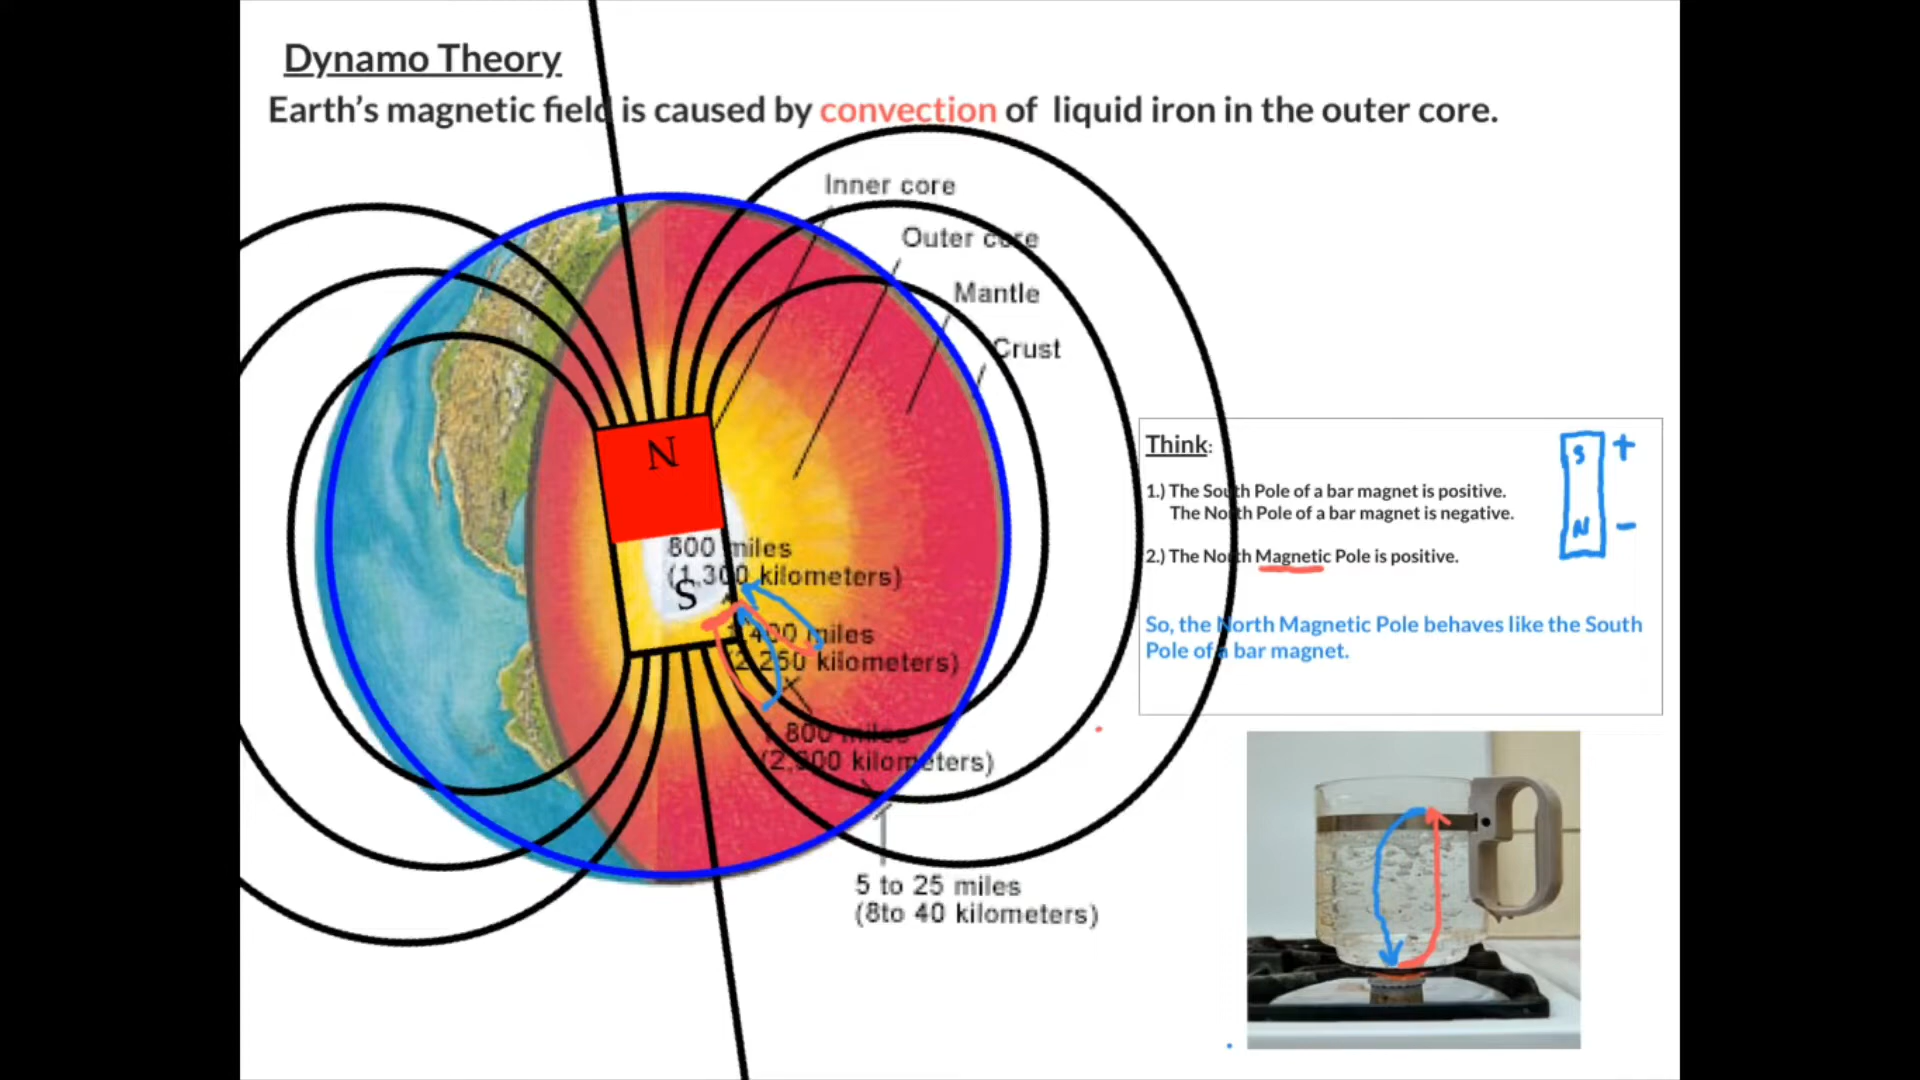 Dynamo Theory
Earth's magnetic field is caused by convection of liquid iron in the outer core.
Inner core
Outer core
Mantle
Crust
N
800 miles
(1,300 kilometers)
S
1,400 miles
(2,250 kilometers)
800 miles
(2,900 kilometers)
5 to 25 miles
(8to 40 kilometers)
Think:
S +
1.) The South Pole of a bar magnet is positive.
The North Pole of a bar magnet is negative.
N -
2.) The North Magnetic Pole is positive.
So, the North Magnetic Pole behaves like the South
Pole of a bar magnet.